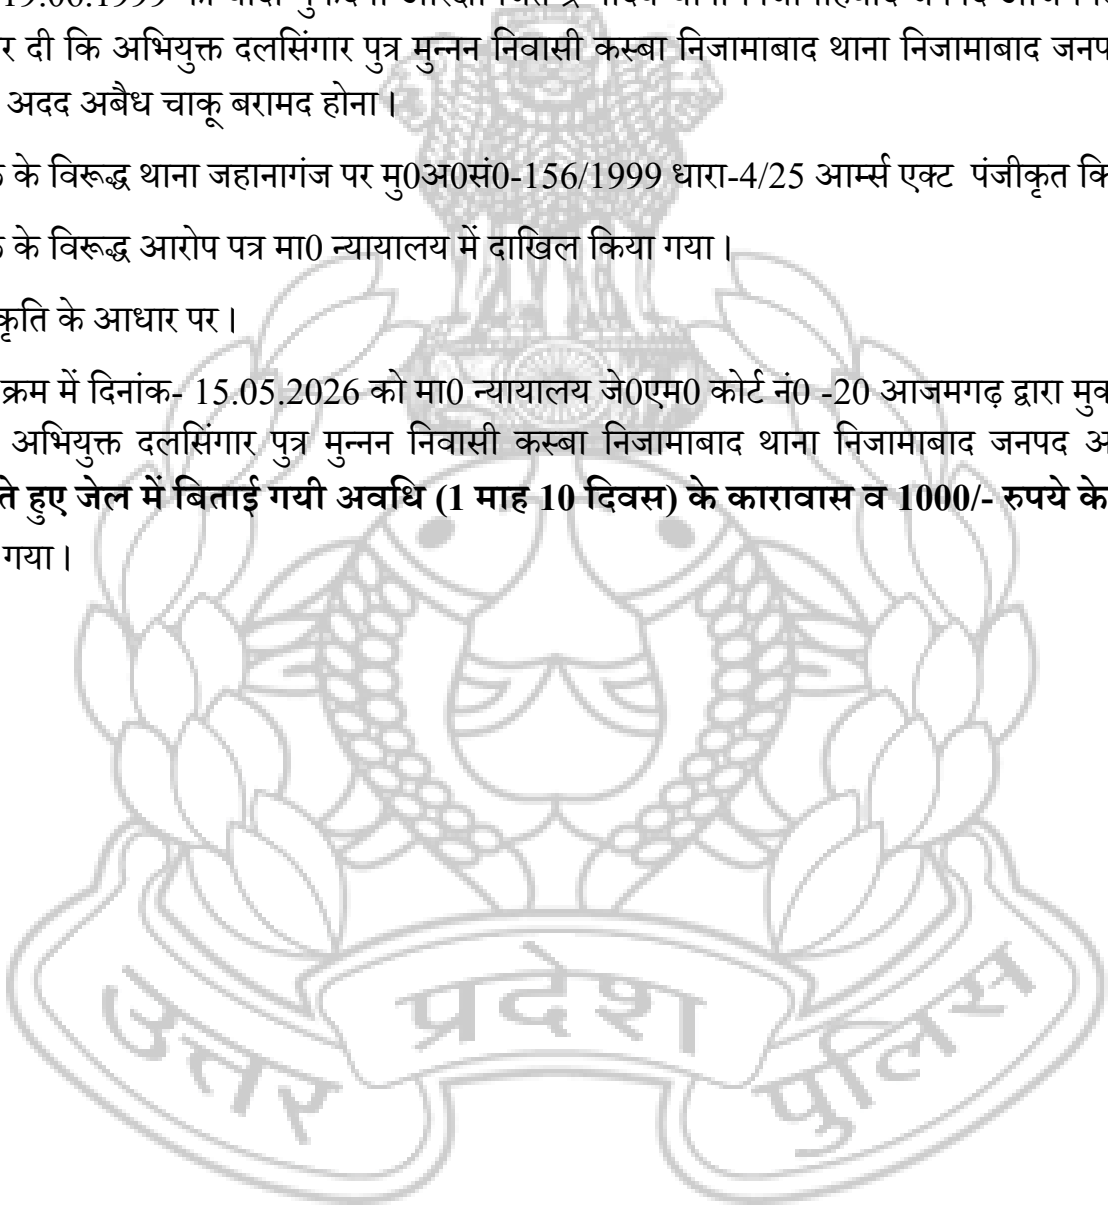 र दी कि अभियुक्त दलसिंगार पुत्र मुन्नन निवासी कस्बा निजामाबाद थाना निजामाबाद जनप
अदद अबैध चाकू बरामद होना।
के विरूद्ध थाना जहानागंज पर मु0अ0सं0-156/1999 धारा-4/25 आर्म्स एक्ट पंजीकृत कि
के विरूद्ध आरोप पत्र मा0 न्यायालय में दाखिल किया गया।
कृति के आधार पर।
क्रम में दिनांक- 15.05.2026 को मा0 न्यायालय जे0एम0 कोर्ट नं0 -20 आजमगढ़ द्वारा मुक
अभियुक्त दलसिंगार पुत्र मुन्नन निवासी कस्बा निजामाबाद थाना निजामाबाद जनपद अ
ते हुए जेल में बिताई गयी अवधि (1 माह 10 दिवस) के कारावास व 1000/- रुपये के
गया।
उत्तर प्रदेश पुलिस